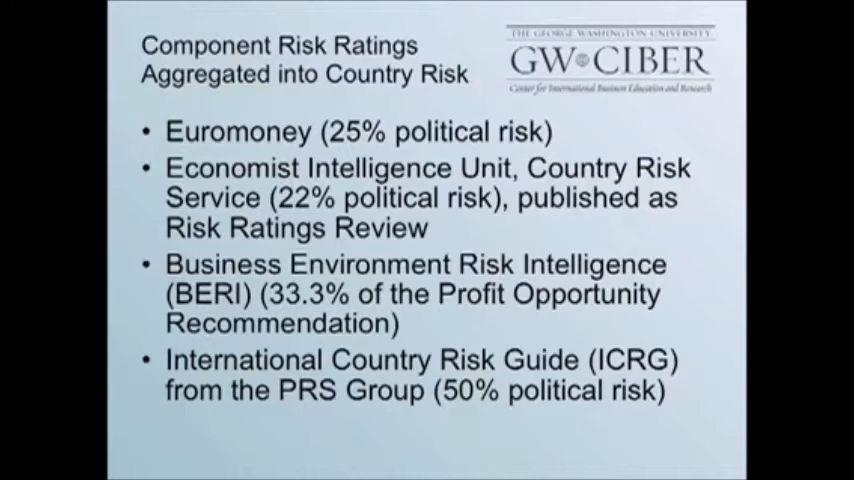 Component Risk Ratings
Aggregated into Country Risk
THE GEORGE WASHINGTON UNIVERSITY
GW CIBER
Center for International Business Education and Research
• Euromoney (25% political risk)
• Economist Intelligence Unit, Country Risk
Service (22% political risk), published as
Risk Ratings Review
• Business Environment Risk Intelligence
(BERI) (33.3% of the Profit Opportunity
Recommendation)
• International Country Risk Guide (ICRG)
from the PRS Group (50% political risk)